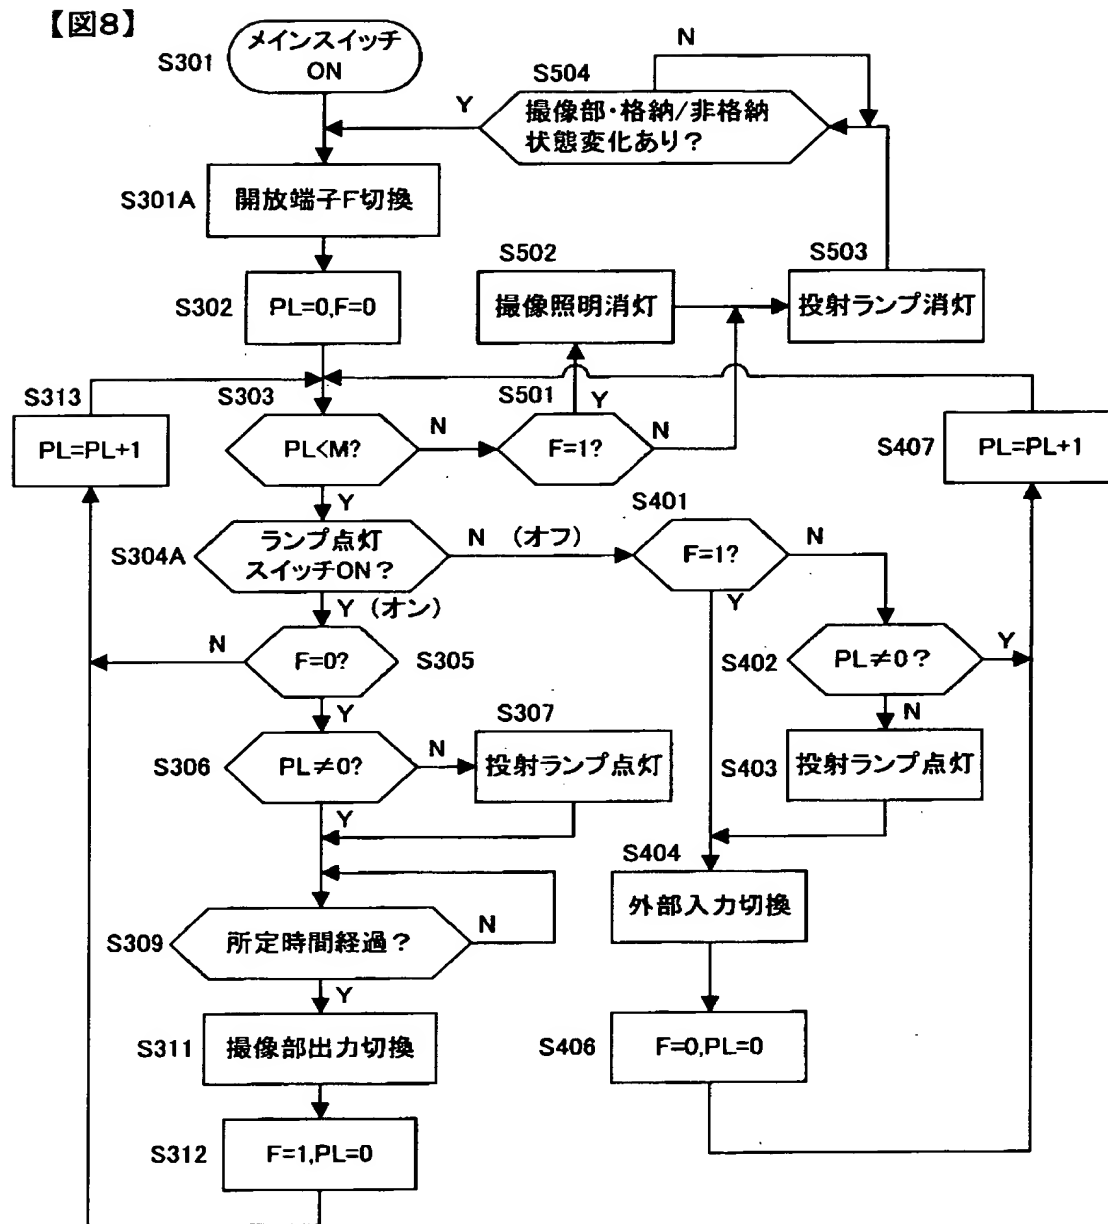 【図8】
S301
メインスイッチ
ON
N
S504
Y
撮像部・格納/非格納
状態変化あり?
S301A
開放端子F切換
S502
S503
S302
PL=0,F=0
撮像照明消灯
投射ランプ消灯
S313
S303
S501
Y
PL=PL+1
PL<M?
N
F=1?
N
S407
PL=PL+1
Y
S401
S304A
ランプ点灯
スイッチON?
N (オフ)
F=1?
N
Y (オン)
Y
N
F=0?
S305
S402
PL≠0?
Y
Y
S307
N
S306
PL≠0?
N
投射ランプ点灯
S403
投射ランプ点灯
Y
S404
外部入力切換
S309
所定時間経過?
N
Y
S311
撮像部出力切換
S406
F=0,PL=0
S312
F=1,PL=0